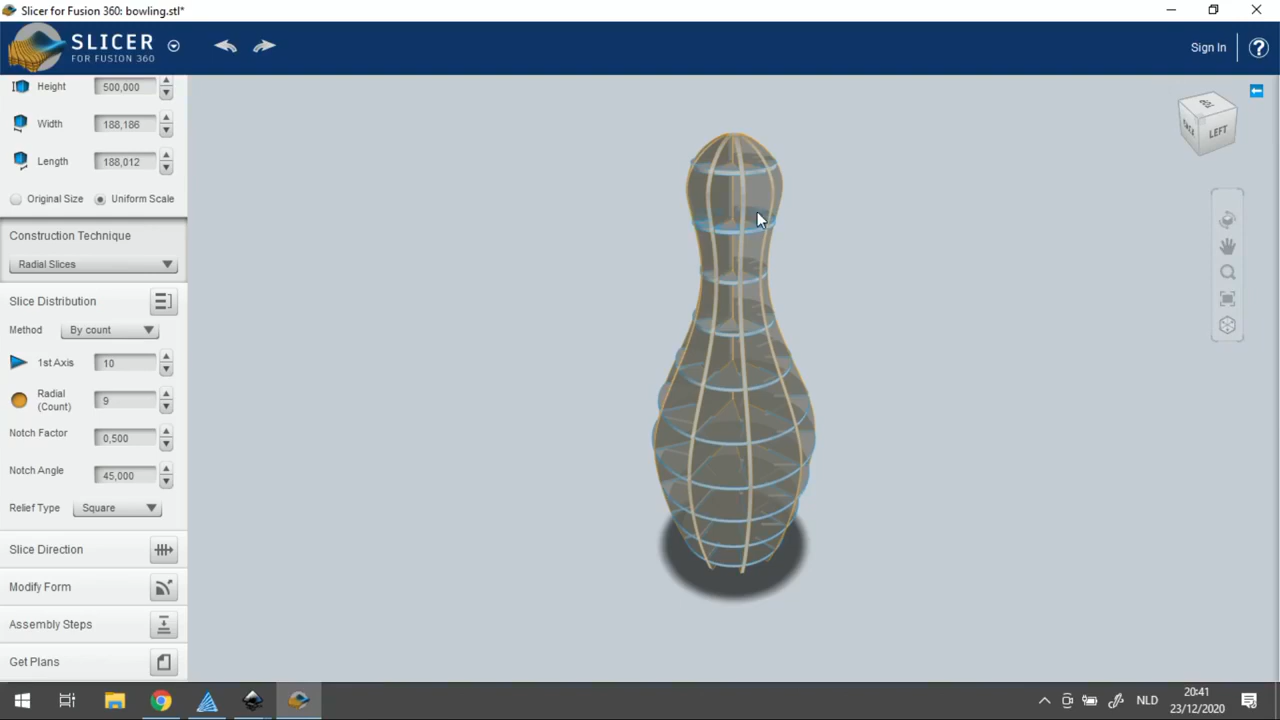 Slicer for Fusion 360: bowling.stl*
SLICER
FOR FUSION 360
Sign In
?
Height 500,000
Width 188,186
Length 188,012
Original Size Uniform Scale
Construction Technique
Radial Slices
Slice Distribution
Method By count
1st Axis 10
Radial
(Count) 9
Notch Factor 0,500
Notch Angle 45,000
Relief Type Square
Slice Direction
Modify Form
Assembly Steps
Get Plans
TOP
LEFT
NLD
20:41
23/12/2020